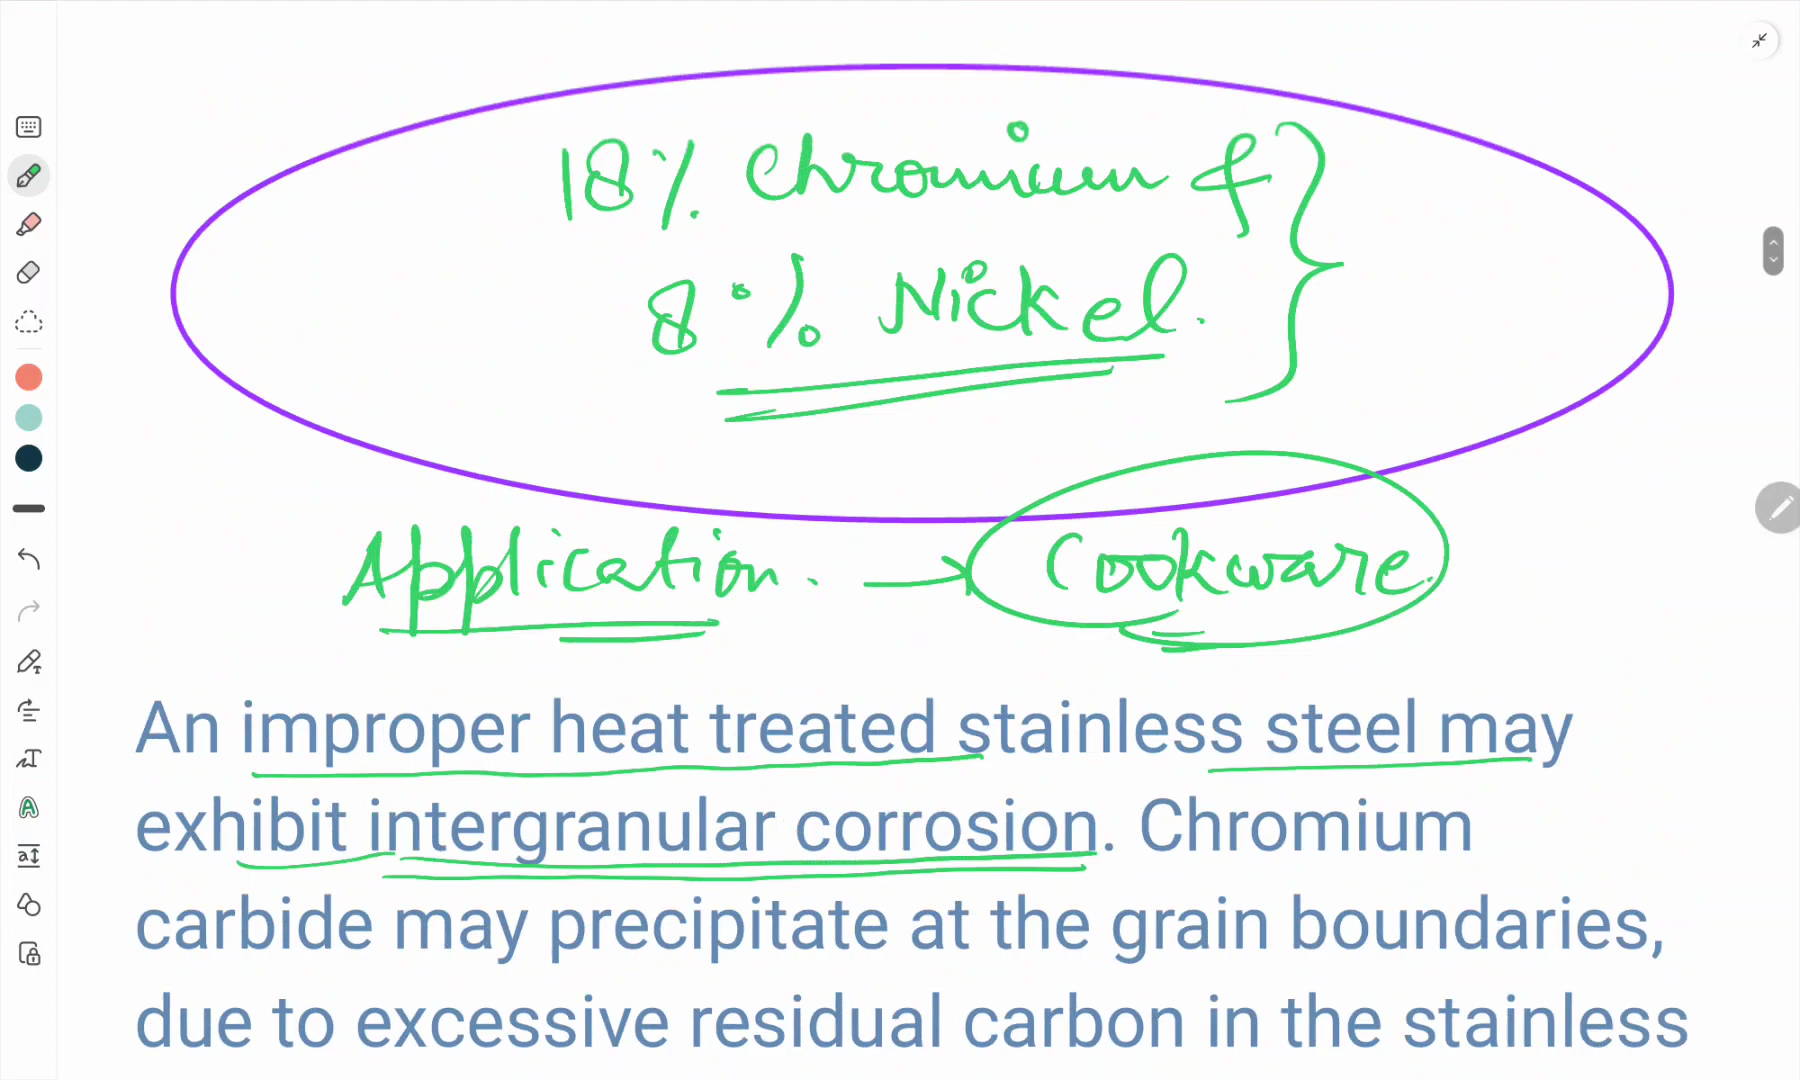 18% Chromium &
8% Nickel.
Application. → Cookware.
An improper heat treated stainless steel may
exhibit intergranular corrosion. Chromium
carbide may precipitate at the grain boundaries,
due to excessive residual carbon in the stainless